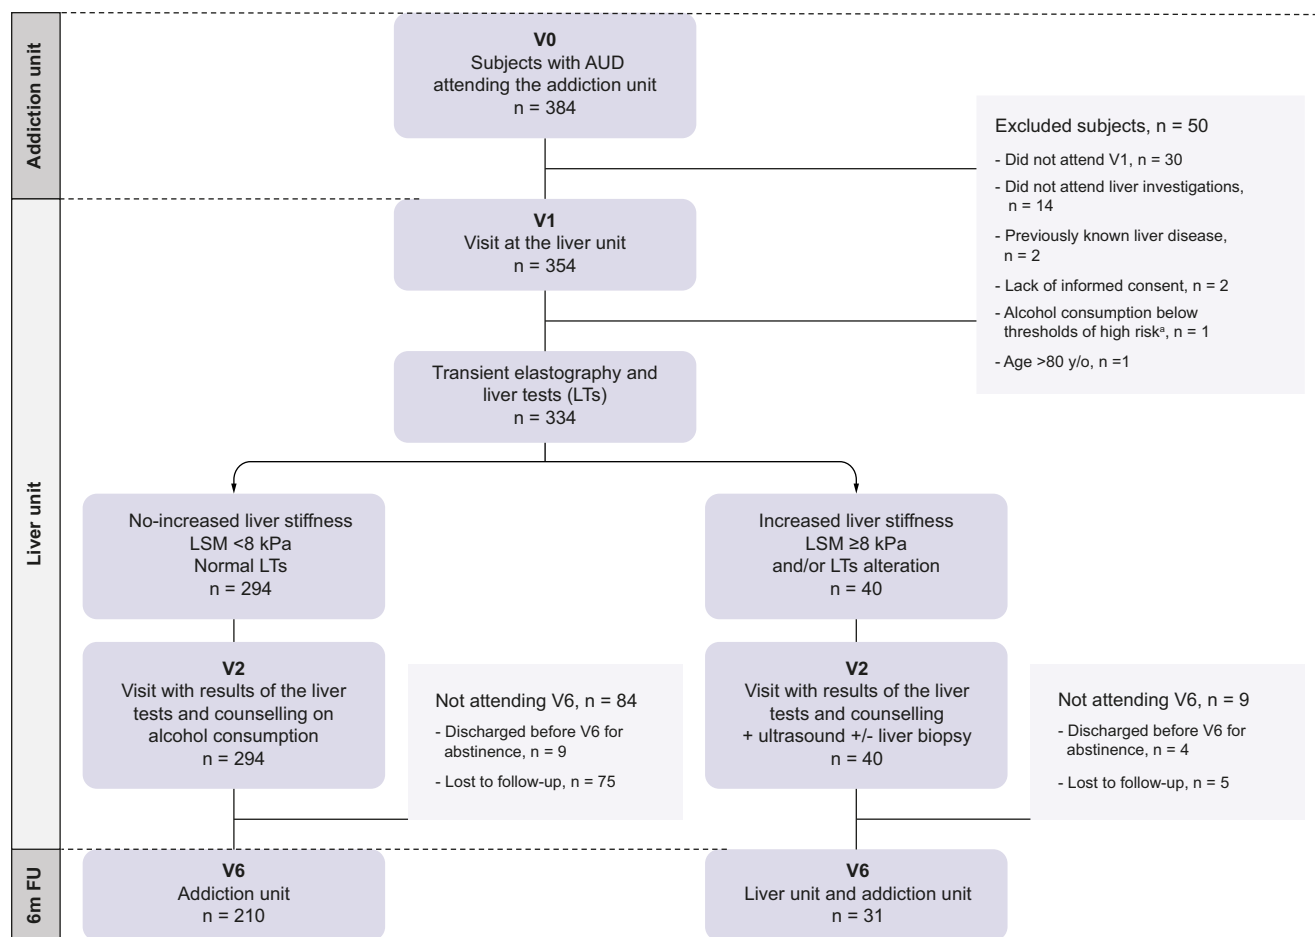 Addiction unit
V0
Subjects with AUD
attending the addiction unit
n = 384
Excluded subjects, n = 50
- Did not attend V1, n = 30
- Did not attend liver investigations,
n = 14
- Previously known liver disease,
n = 2
- Lack of informed consent, n = 2
- Alcohol consumption below
thresholds of high riskᵃ, n = 1
- Age >80 y/o, n =1
Liver unit
V1
Visit at the liver unit
n = 354
Transient elastography and
liver tests (LTs)
n = 334
No-increased liver stiffness
LSM <8 kPa
Normal LTs
n = 294
Increased liver stiffness
LSM ≥8 kPa
and/or LTs alteration
n = 40
V2
Visit with results of the liver
tests and counselling on
alcohol consumption
n = 294
Not attending V6, n = 84
- Discharged before V6 for
abstinence, n = 9
- Lost to follow-up, n = 75
V2
Visit with results of the liver
tests and counselling
+ ultrasound +/- liver biopsy
n = 40
Not attending V6, n = 9
- Discharged before V6 for
abstinence, n = 4
- Lost to follow-up, n = 5
6m FU
V6
Addiction unit
n = 210
V6
Liver unit and addiction unit
n = 31